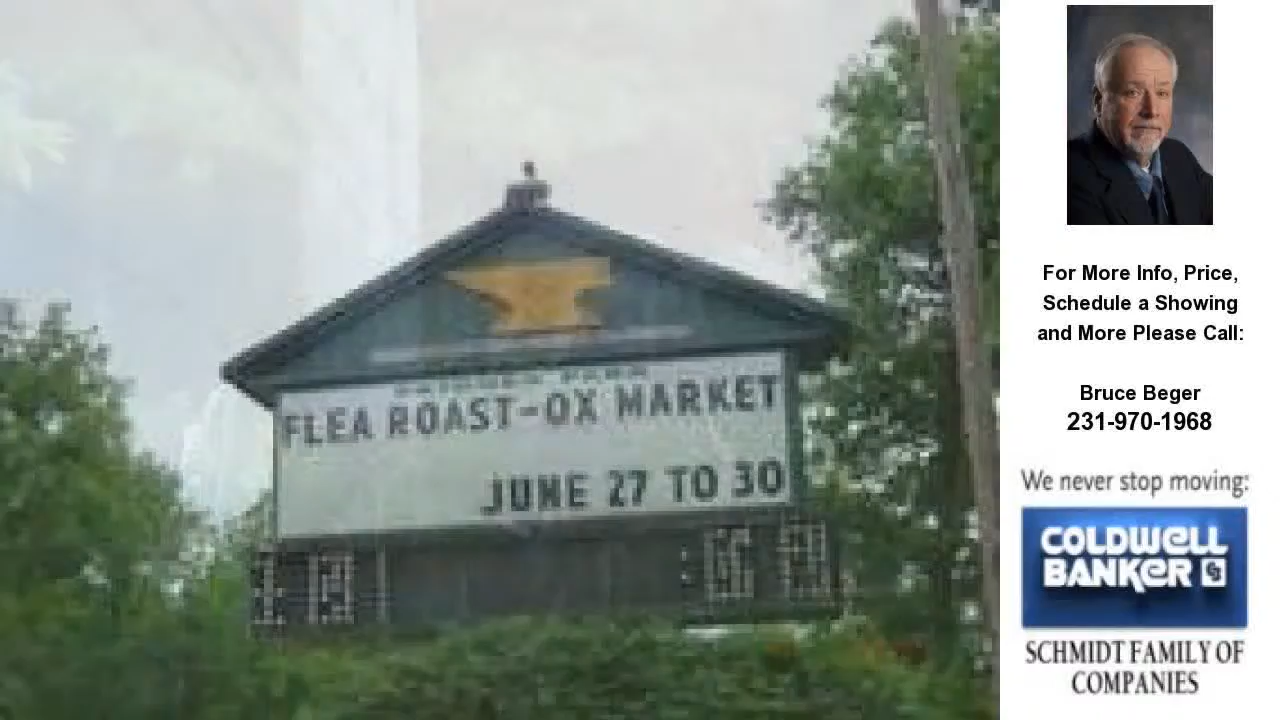 FLEA ROAST-OX MARKET
JUNE 27 TO 30
For More Info, Price,
Schedule a Showing
and More Please Call:
Bruce Beger
231-970-1968
We never stop moving:
COLDWELL
BANKER CB
SCHMIDT FAMILY OF
COMPANIES